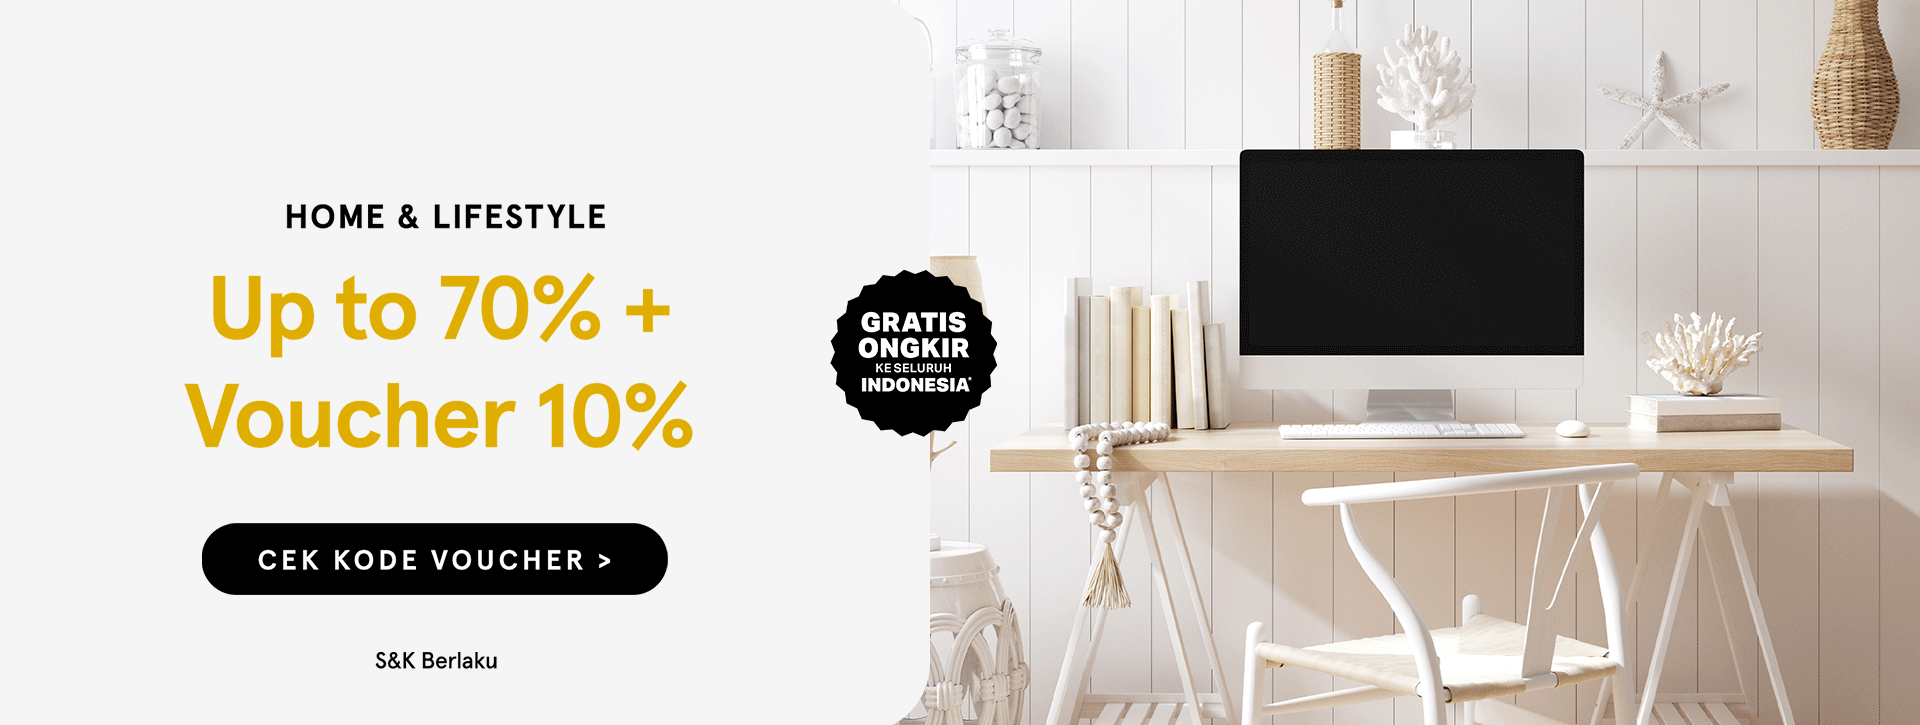 HOME & LIFESTYLE
Up to 70% +
Voucher 10%
CEK KODE VOUCHER >
S&K Berlaku
GRATIS
ONGKIR
KE SELURUH
INDONESIA*